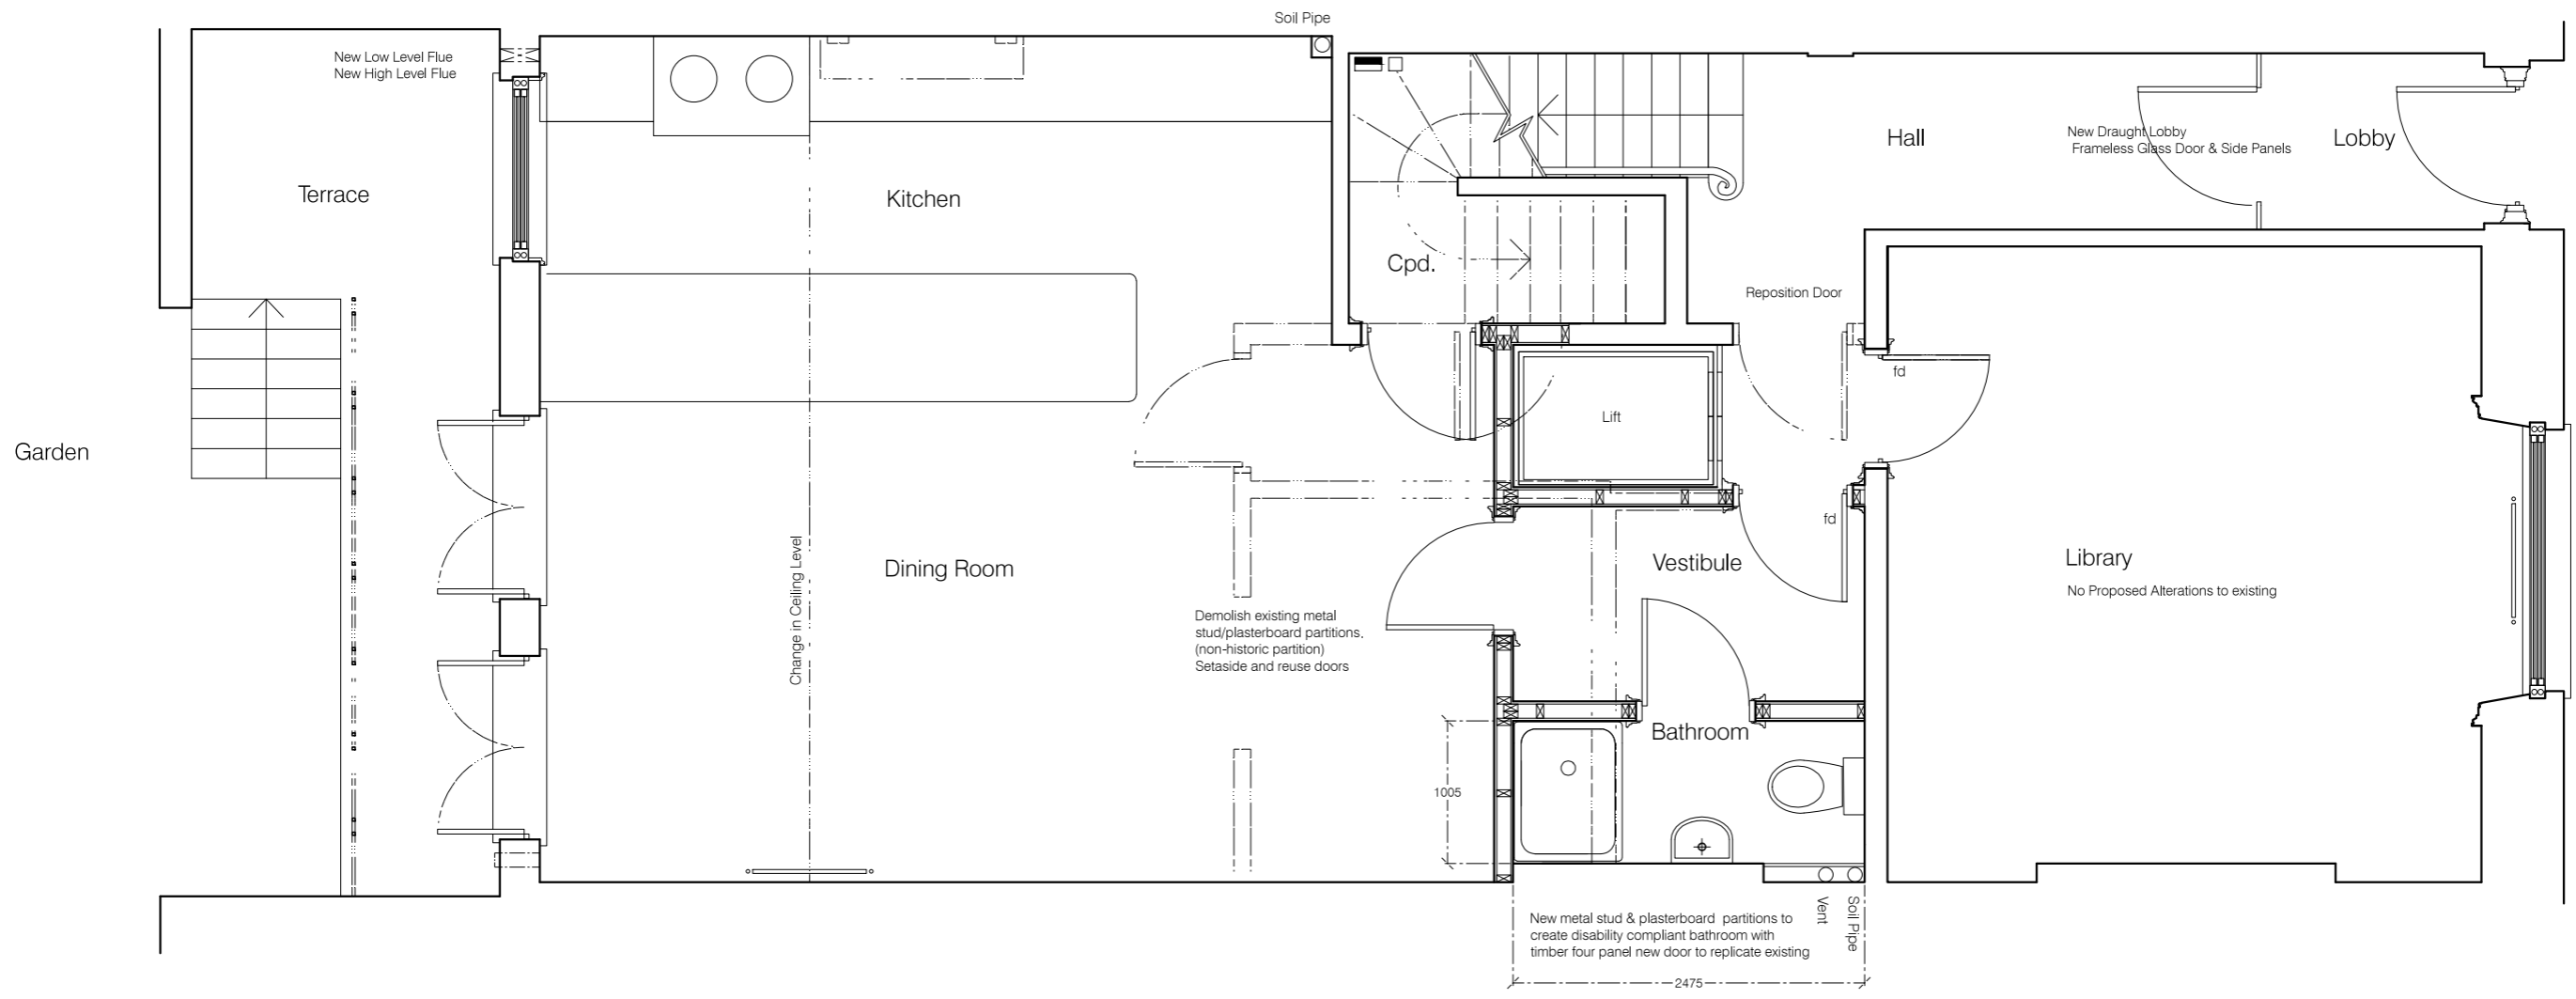 Soil Pipe
New Low Level Flue
New High Level Flue
Hall
New Draught Lobby
Frameless Glass Door & Side Panels
Lobby
Terrace
Kitchen
Cpd.
Reposition Door
fd
Lift
Garden
fd
Change in Ceiling Level
Dining Room
Vestibule
Library
No Proposed Alterations to existing
Demolish existing metal
stud/plasterboard partitions.
(non-historic partition)
Setaside and reuse doors
Bathroom
1005
Vent
Soil Pipe
New metal stud & plasterboard partitions to
create disability compliant bathroom with
timber four panel new door to replicate existing
2475